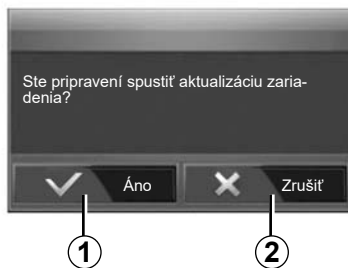 Ste pripravení spustiť aktualizáciu zaria-
denia?
Áno
Zrušiť
1
2